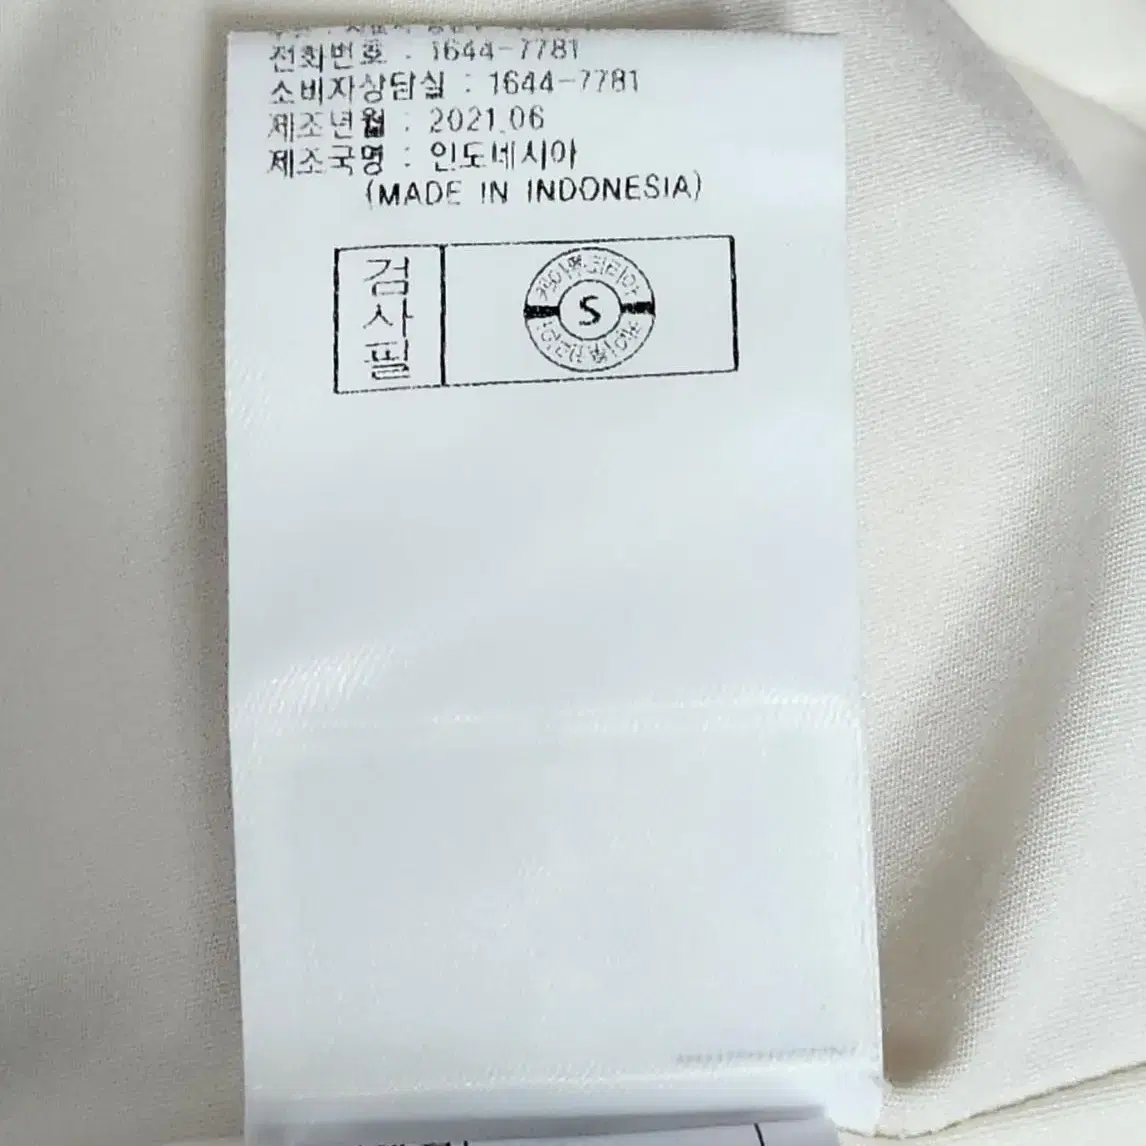 전화번호 : 1644-7781
소비자상담실 : 1644-7781
제조년월 : 2021.06
제조국명 : 인도네시아
(MADE IN INDONESIA)
검사필
S